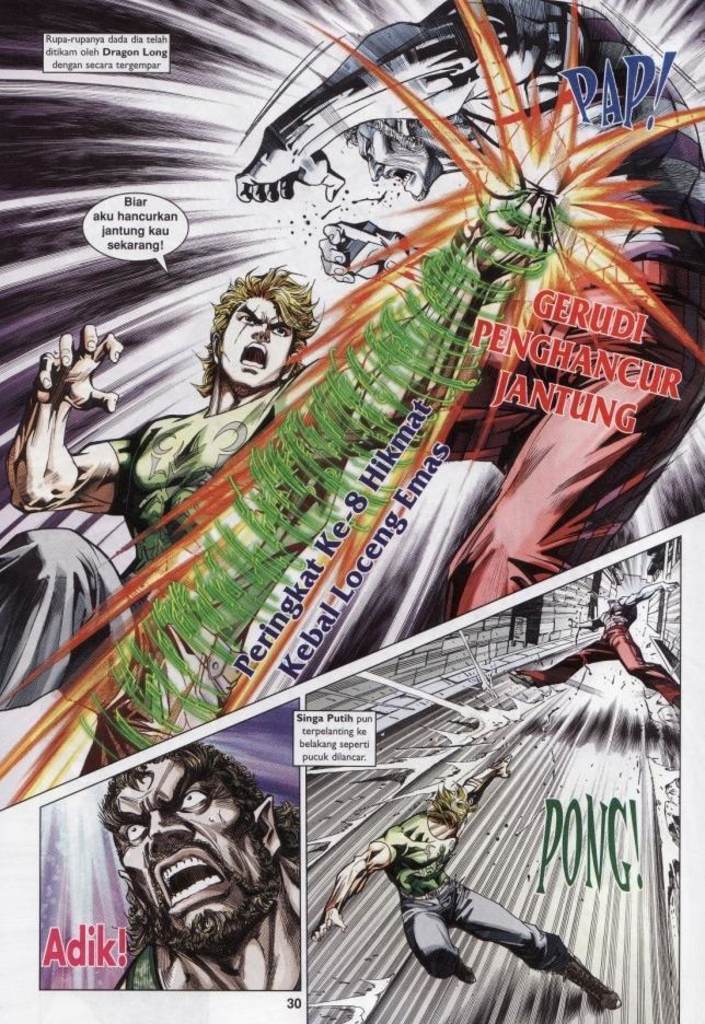 Rupa-rupanya dada dia telah
ditikam oleh Dragon Long
dengan secara tergempar
PAP!
Biar
aku hancurkan
jantung kau
sekarang!
GERUDI
PENGHANCUR
JANTUNG
Peringkat Ke-8 Hikmat
Kebal Loceng Emas
Singa Putih pun
terpelanting ke
belakang seperti
pucuk dilancar.
PONG!
Adik!
30